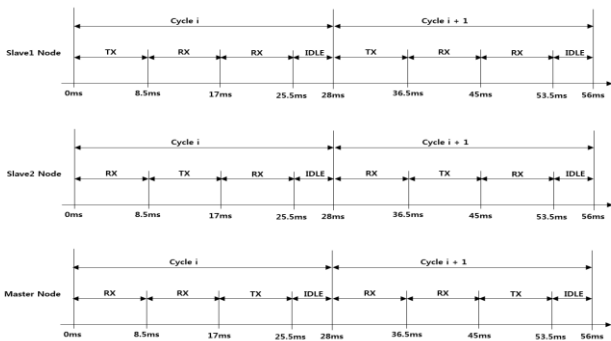 Cycle i Cycle i + 1
Slave1 Node TX RX RX IDLE TX RX RX IDLE
0ms 8.5ms 17ms 25.5ms 28ms 36.5ms 45ms 53.5ms 56ms
Cycle i Cycle i + 1
Slave2 Node RX TX RX IDLE RX TX RX IDLE
0ms 8.5ms 17ms 25.5ms 28ms 36.5ms 45ms 53.5ms 56ms
Cycle i Cycle i + 1
Master Node RX RX TX IDLE RX RX TX IDLE
0ms 8.5ms 17ms 25.5ms 28ms 36.5ms 45ms 53.5ms 56ms